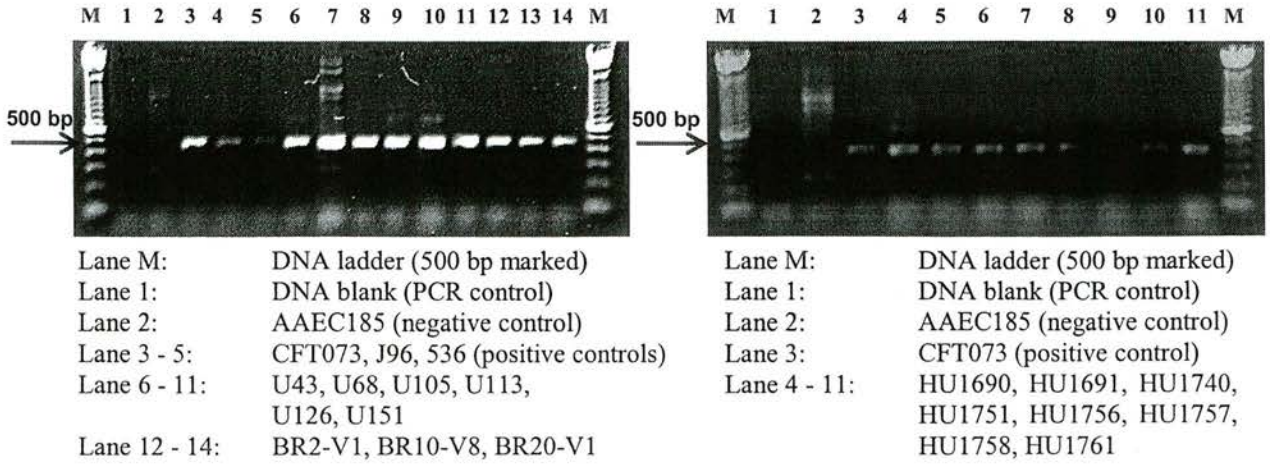 M 1 2 3 4 5 6 7 8 9 10 11 12 13 14 M
500 bp
Lane M: DNA ladder (500 bp marked)
Lane 1: DNA blank (PCR control)
Lane 2: AAEC185 (negative control)
Lane 3 - 5: CFT073, J96, 536 (positive controls)
Lane 6 - 11: U43, U68, U105, U113,
U126, U151
Lane 12 - 14: BR2-V1, BR10-V8, BR20-V1
M 1 2 3 4 5 6 7 8 9 10 11 M
500 bp
Lane M: DNA ladder (500 bp marked)
Lane 1: DNA blank (PCR control)
Lane 2: AAEC185 (negative control)
Lane 3: CFT073 (positive control)
Lane 4 - 11: HU1690, HU1691, HU1740,
HU1751, HU1756, HU1757,
HU1758, HU1761